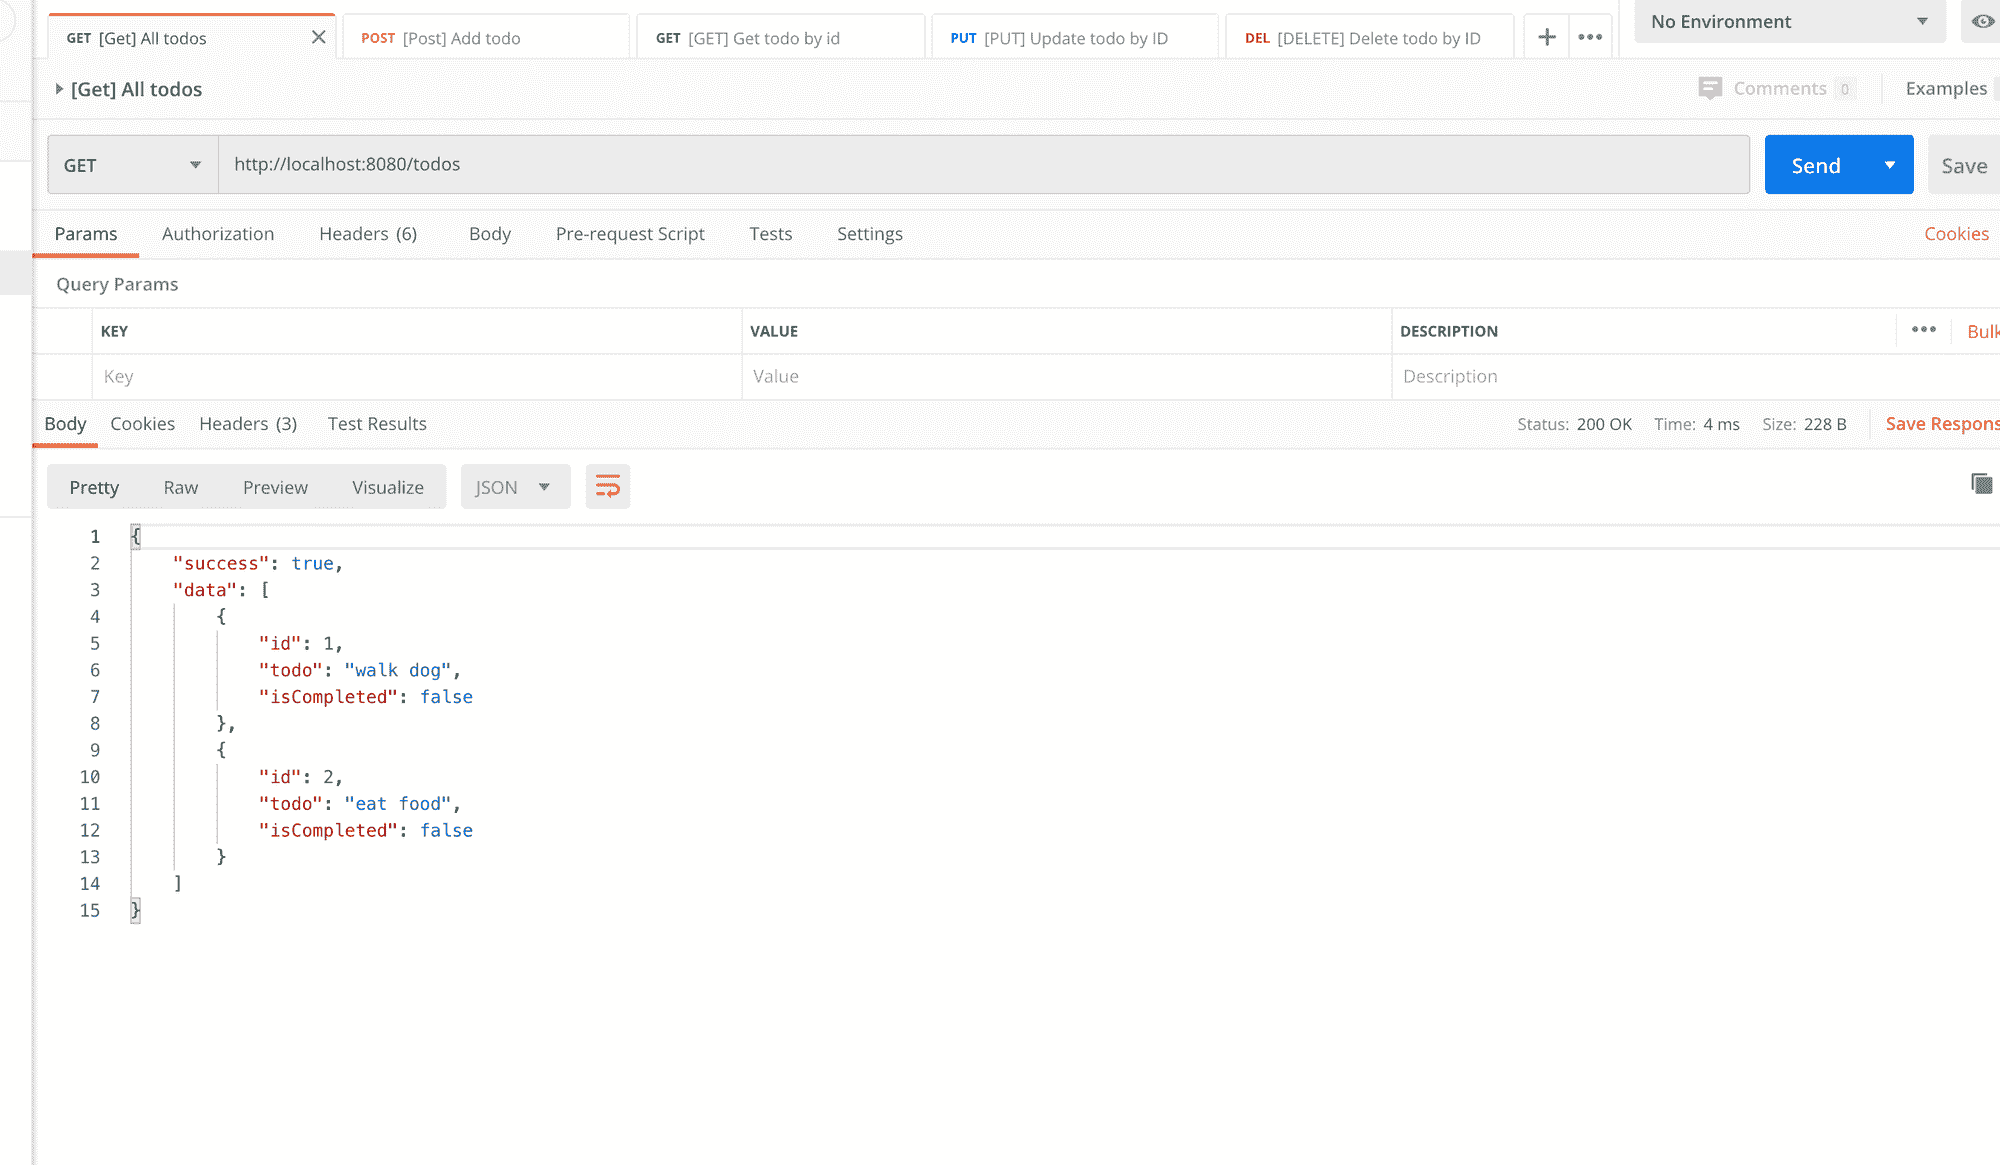 GET [Get] All todos POST [Post] Add todo GET [GET] Get todo by id PUT [PUT] Update todo by ID DEL [DELETE] Delete todo by ID No Environment
[Get] All todos Comments 0 Examples
GET http://localhost:8080/todos Send Save
Params Authorization Headers (6) Body Pre-request Script Tests Settings Cookies
Query Params
KEY VALUE DESCRIPTION Bulk
Key Value Description
Body Cookies Headers (3) Test Results Status: 200 OK Time: 4 ms Size: 228 B Save Respons
Pretty Raw Preview Visualize JSON
1 {
2 "success": true,
3 "data": [
4 {
5 "id": 1,
6 "todo": "walk dog",
7 "isCompleted": false
8 },
9 {
10 "id": 2,
11 "todo": "eat food",
12 "isCompleted": false
13 }
14 ]
15 }